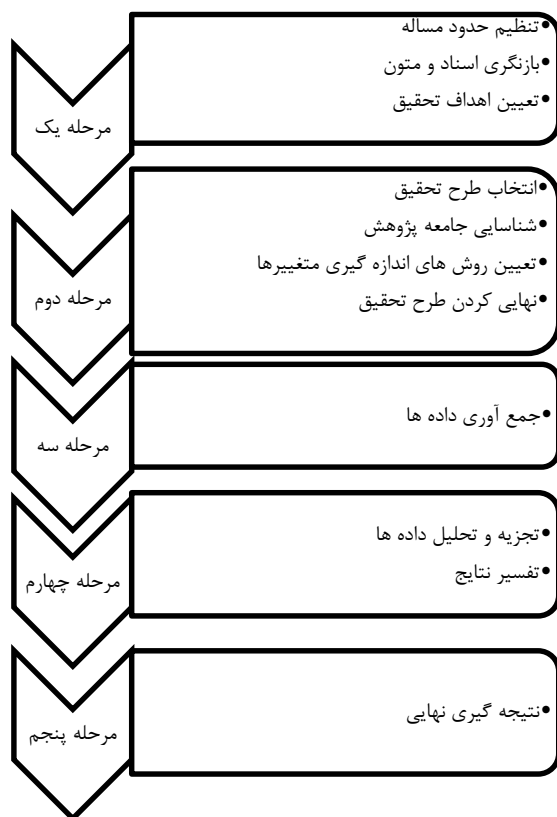 •تنظیم حدود مساله
•بازنگری اسناد و متون
•تعیین اهداف تحقیق
مرحله یک
•انتخاب طرح تحقیق
•شناسایی جامعه پژوهش
•تعیین روش های اندازه گیری متغییرها
•نهایی کردن طرح تحقیق
مرحله دوم
•جمع آوری داده ها
مرحله سه
•تجزیه و تحلیل داده ها
•تفسیر نتایج
مرحله چهارم
•نتیجه گیری نهایی
مرحله پنجم